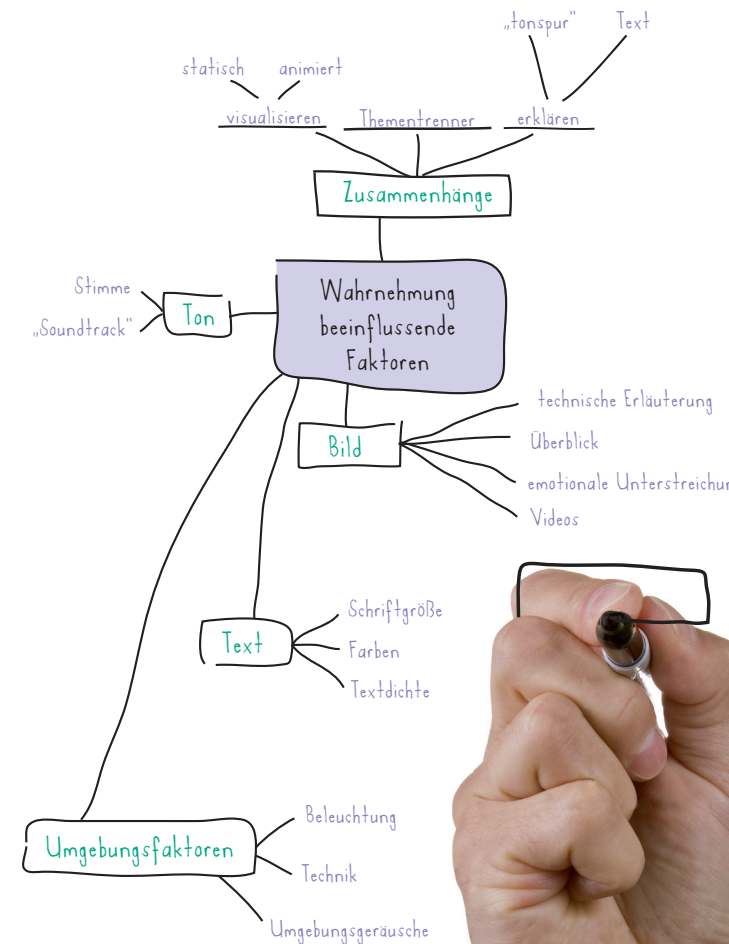 „tonspur"
Text
statisch
animiert
visualisieren
Thementrenner
erklären
Zusammenhänge
Stimme
„Soundtrack"
Ton
Wahrnehmung
beeinflussende
Faktoren
technische Erläuterung
Bild
Überblick
emotionale Unterstreichun
Videos
Schriftgröße
Text
Farben
Textdichte
Beleuchtung
Umgebungsfaktoren
Technik
Umgebungsgeräusche